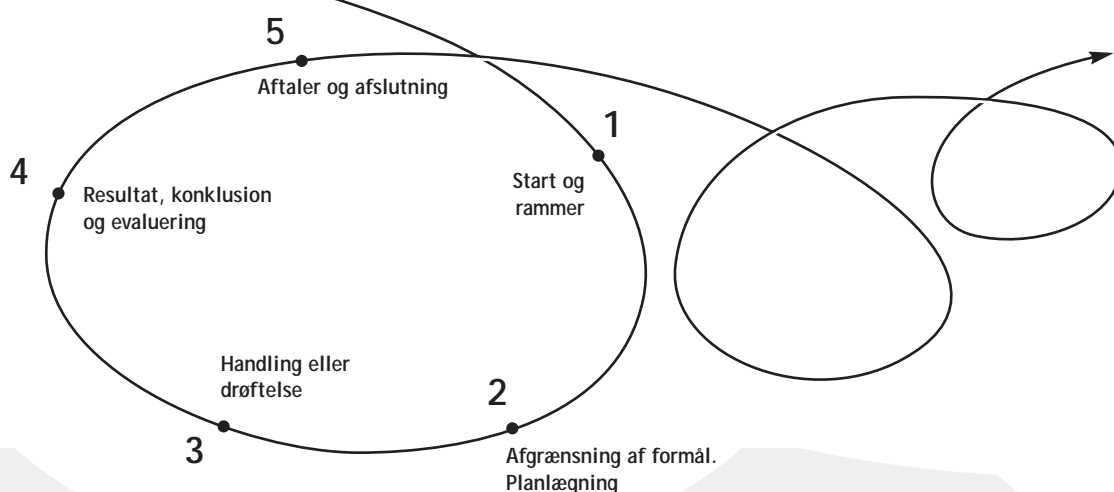 5
Aftaler og afslutning
1
Start og
rammer
4
Resultat, konklusion
og evaluering
Handling eller
drøftelse
3
2
Afgrænsning af formål.
Planlægning